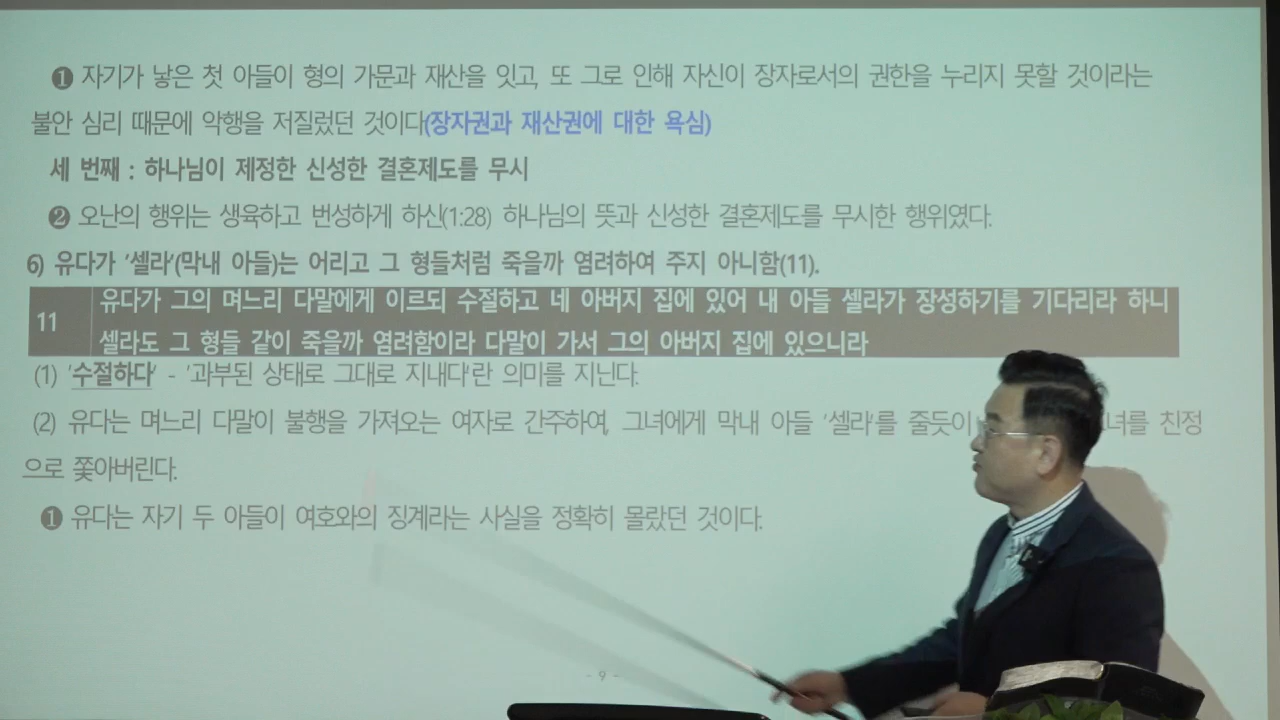 ❶ 자기가 낳은 첫 아들이 형의 가문과 재산을 잇고, 또 그로 인해 자신이 장자로서의 권한을 누리지 못할 것이라는
불안 심리 때문에 악행을 저질렀던 것이다(장자권과 재산권에 대한 욕심)
세 번째 : 하나님이 제정한 신성한 결혼제도를 무시
❷ 오난의 행위는 생육하고 번성하게 하신(1:28) 하나님의 뜻과 신성한 결혼제도를 무시한 행위였다.
6) 유다가 '셀라'(막내 아들)는 어리고 그 형들처럼 죽을까 염려하여 주지 아니함(11).
11 유다가 그의 며느리 다말에게 이르되 수절하고 네 아버지 집에 있어 내 아들 셀라가 장성하기를 기다리라 하니
셀라도 그 형들 같이 죽을까 염려함이라 다말이 가서 그의 아버지 집에 있으니라
(1) '수절하다' - '과부된 상태로 그대로 지내다'란 의미를 지닌다.
(2) 유다는 며느리 다말이 불행을 가져오는 여자로 간주하여, 그녀에게 막내 아들 '셀라'를 줄듯이 녀를 친정
으로 쫓아버린다.
❶ 유다는 자기 두 아들이 여호와의 징계라는 사실을 정확히 몰랐던 것이다.
- 9 -